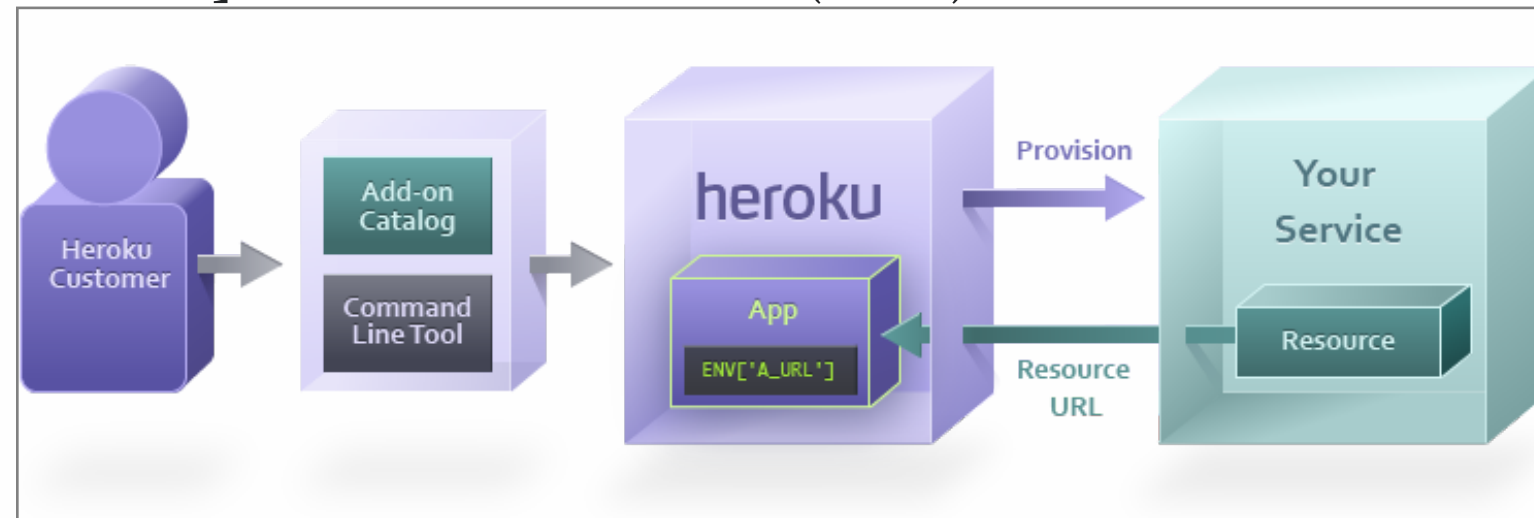 Heroku
Customer
Add-on
Catalog
Command
Line Tool
heroku
App
ENV['A_URL']
Provision
Resource
URL
Your
Service
Resource